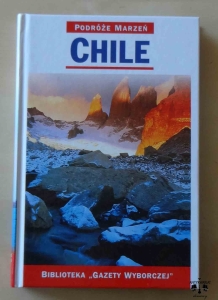 PODRÓŻE MARZEŃ
CHILE
BIBLIOTEKA „GAZETY WYBORCZEJ”